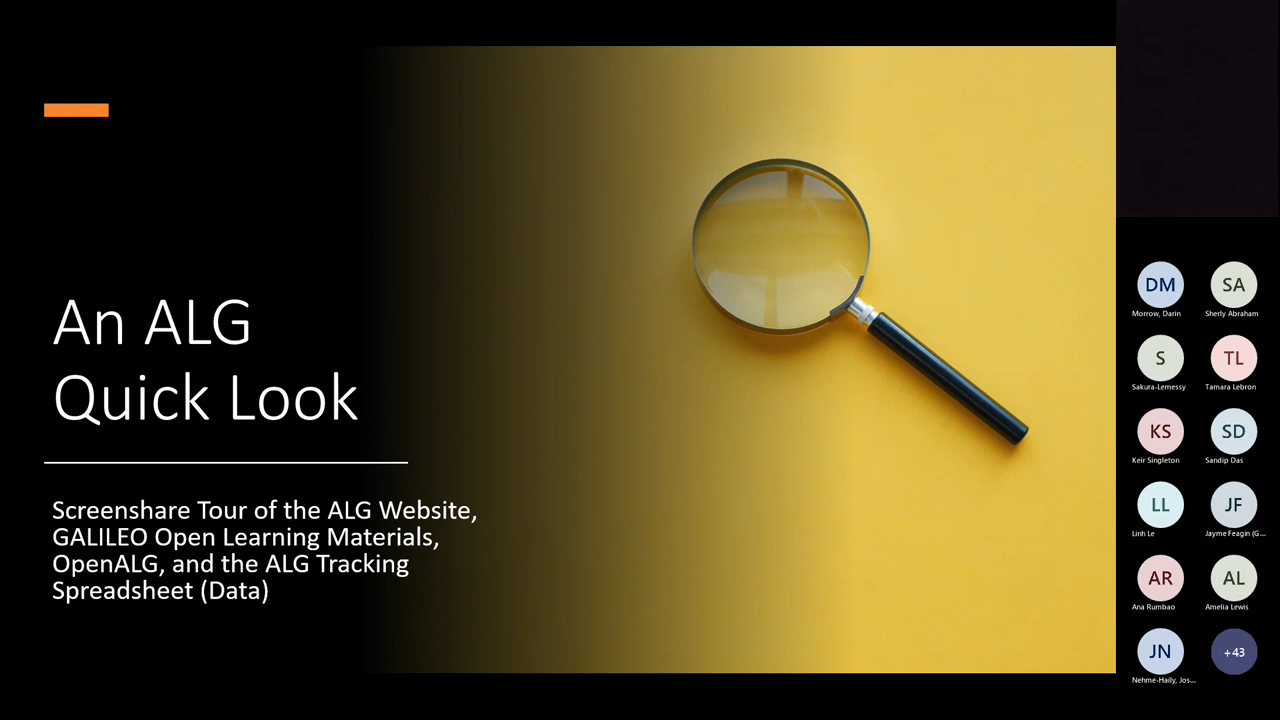 An ALG
Quick Look
Screenshare Tour of the ALG Website,
GALILEO Open Learning Materials,
OpenALG, and the ALG Tracking
Spreadsheet (Data)
DM
Morrow, Darin
SA
Sherly Abraham
S
Sakura-Lemessy
TL
Tamara Lebron
KS
Keir Singleton
SD
Sandip Das
LL
Linh Le
JF
Jayme Feagin (G...
AR
Ana Rumbao
AL
Amelia Lewis
JN
Nehme-Haily, Jos...
+43